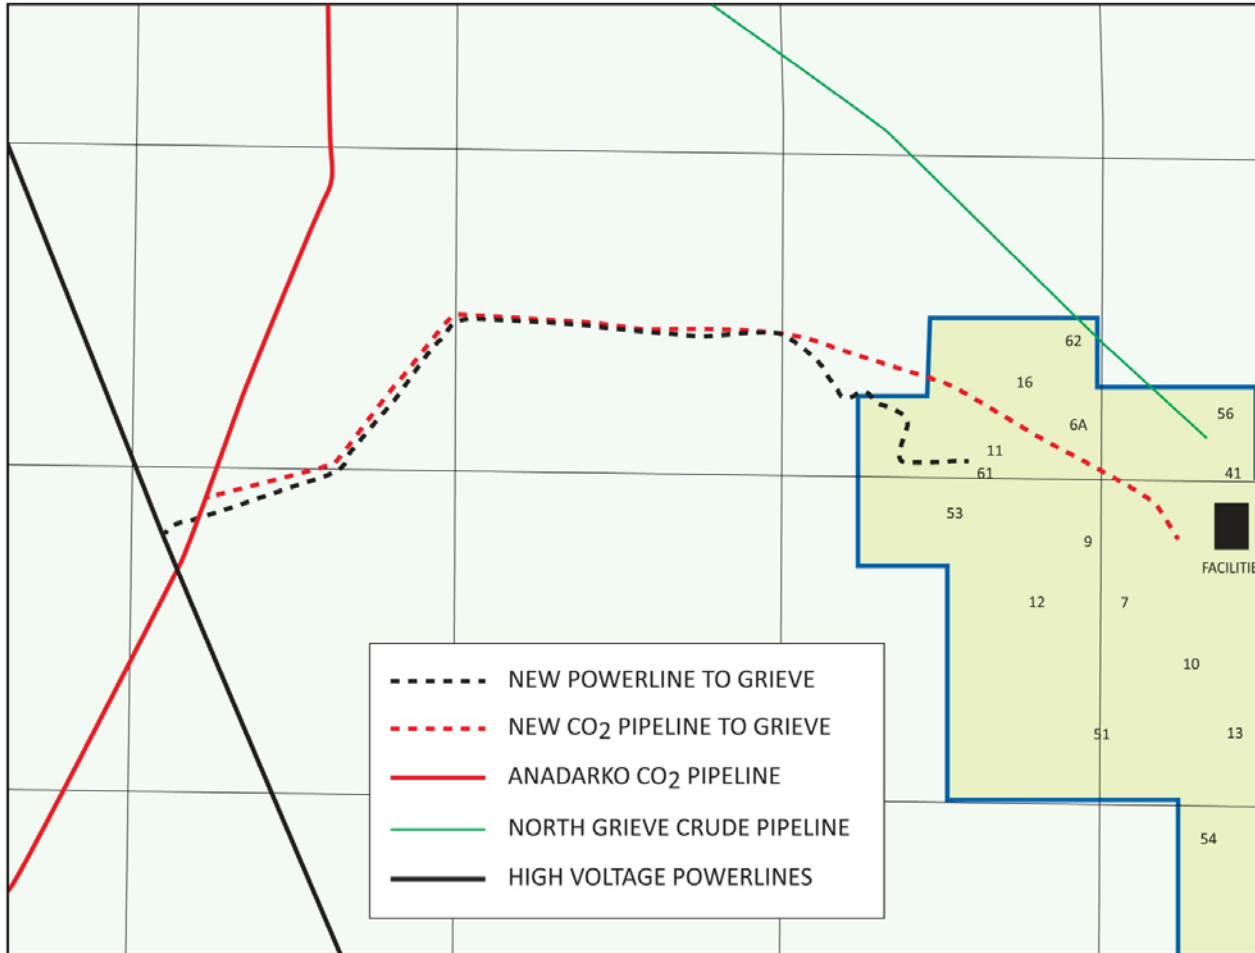 62
16
56
6A
11
61
41
53
9
FACILITIE
12
7
10
51
13
54
NEW POWERLINE TO GRIEVE
NEW CO2 PIPELINE TO GRIEVE
ANADARKO CO2 PIPELINE
NORTH GRIEVE CRUDE PIPELINE
HIGH VOLTAGE POWERLINES